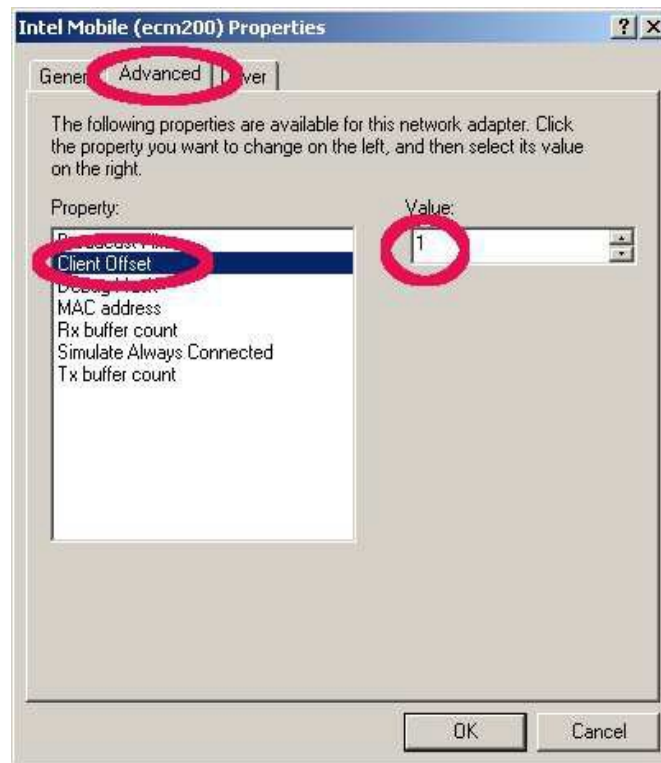 Intel Mobile (ecm200) Properties
Advanced
The following properties are available for this network adapter. Click
the property you want to change on the left, and then select its value
on the right.
Property:
Value:
1
Client Offset
MAC address
Rx buffer count
Simulate Always Connected
Tx buffer count
OK
Cancel